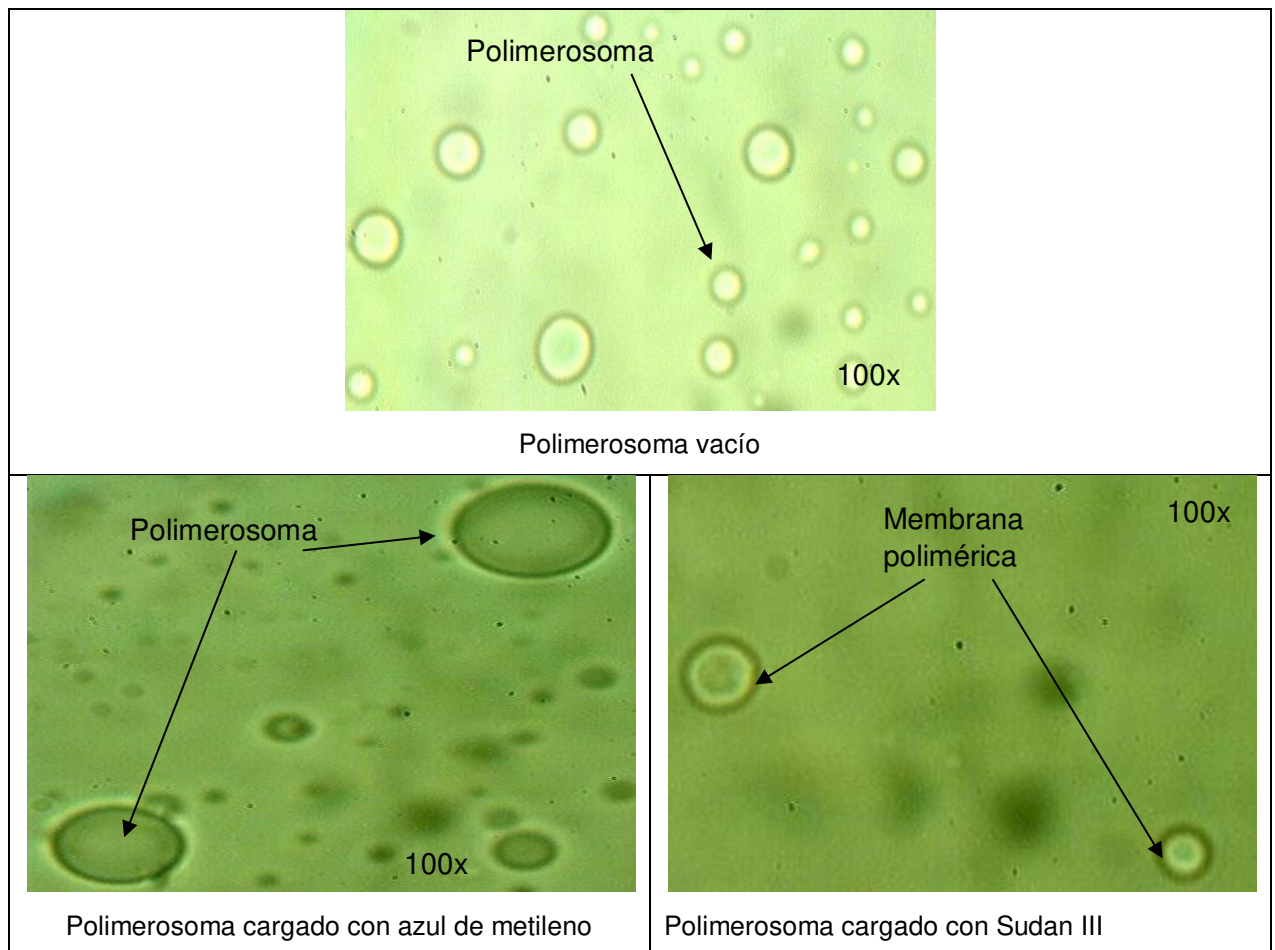 Polimerosoma
100x
Polimerosoma vacío
Polimerosoma
100x
Polimerosoma cargado con azul de metileno
Membrana
polimérica
100x
Polimerosoma cargado con Sudan III